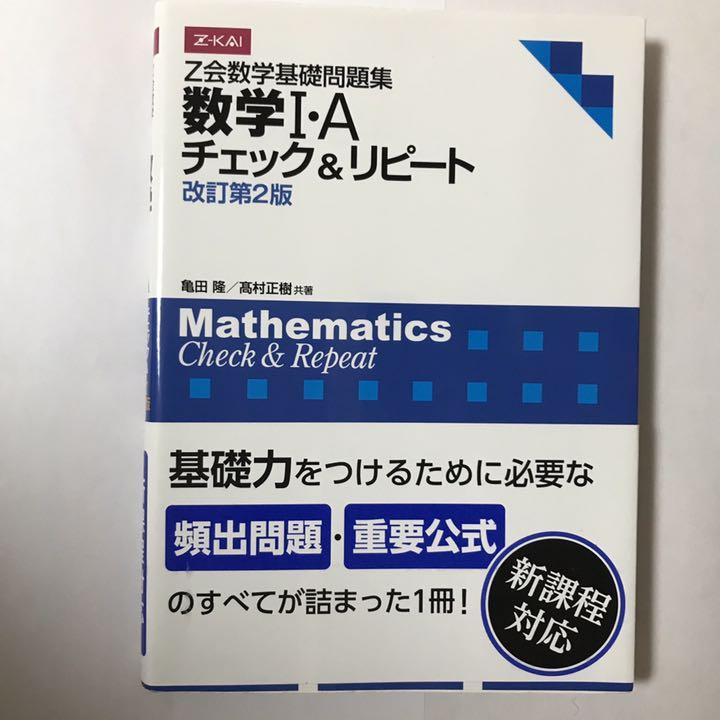 Z-KAI
Z会数学基礎問題集
数学I・A
チェック&リピート
改訂第2版
亀田 隆／髙村正樹 共著
Mathematics
Check & Repeat
基礎力をつけるために必要な
頻出問題・重要公式
のすべてが詰まった1冊!
新課程
対応